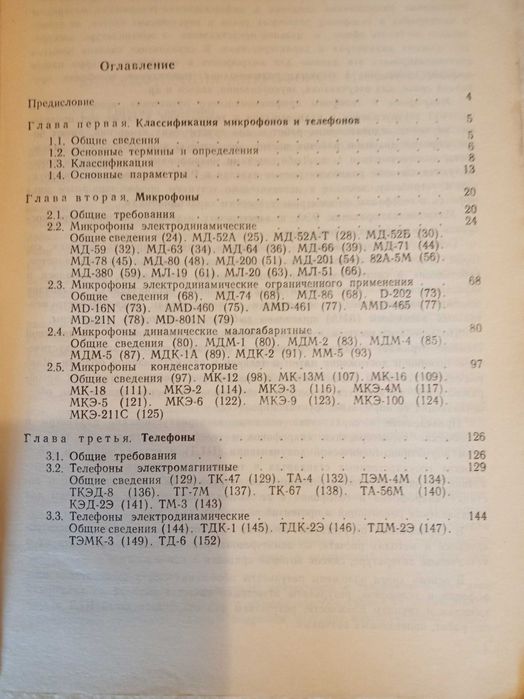 Оглавление
Предисловие . . . . . . . . . . . . . . . 4
Глава первая. Классификация микрофонов и телефонов . . . . 5
1.1. Общие сведения . . . . . . . . . . . . 5
1.2. Основные термины и определения . . . . . . . . 6
1.3. Классификация . . . . . . . . . . . . 8
1.4. Основные параметры . . . . . . . . . . . 13
Глава вторая. Микрофоны . . . . . . . . . . . 20
2.1. Общие требования . . . . . . . . . . . . 20
2.2. Микрофоны электродинамические . . . . . . . . 24
Общие сведения (24). МД-52А (25). МД-52А-Т (28). МД-52Б (30).
МД-59 (32). МД-63 (34). МД-64 (36). МД-66 (39). МД-71 (44).
МД-78 (45). МД-80 (48). МД-200 (51). МД-201 (54). 82А-5М (56).
МД-380 (59). МЛ-19 (61). МЛ-20 (63). МЛ-51 (66).
2.3. Микрофоны электродинамические ограниченного применения . 68
Общие сведения (68). МД-74 (68). МД-86 (68). D-202 (73).
MD-16N (73). AMD-460 (75). AMD-461 (77). AMD-465 (77).
MD-21N (78). MD-801N (79)
2.4. Микрофоны динамические малогабаритные . . . . . . 80
Общие сведения (80). МДМ-1 (80). МДМ-2 (83). МДМ-4 (85).
МДМ-5 (87). МДК-1А (89). МДК-2 (91). ММ-5 (93)
2.5. Микрофоны конденсаторные . . . . . . . . . 97
Общие сведения (97). МК-12 (98). МК-13М (107). МК-16 (109).
МК-18 (111). МКЭ-2 (114). МКЭ-3 (116). МКЭ-4М (117).
МКЭ-5 (121). МКЭ-6 (122). МКЭ-9 (123). МКЭ-100 (124).
МКЭ-211С (125)
Глава третья. Телефоны . . . . . . . . . . . 126
3.1. Общие требования . . . . . . . . . . . . 126
3.2. Телефоны электромагнитные . . . . . . . . . 129
Общие сведения (129). ТК-47 (129). ТА-4 (132). ДЭМ-4М (134).
ТКЭД-8 (136). ТГ-7М (137). ТК-67 (138). ТА-56М (140).
КЭД-2Э (141). ТМ-3 (143)
3.3. Телефоны электродинамические . . . . . . . . 144
Общие сведения (144). ТДК-1 (145). ТДК-2Э (146). ТДМ-2Э (147).
ТЭМК-3 (149). ТД-6 (152)